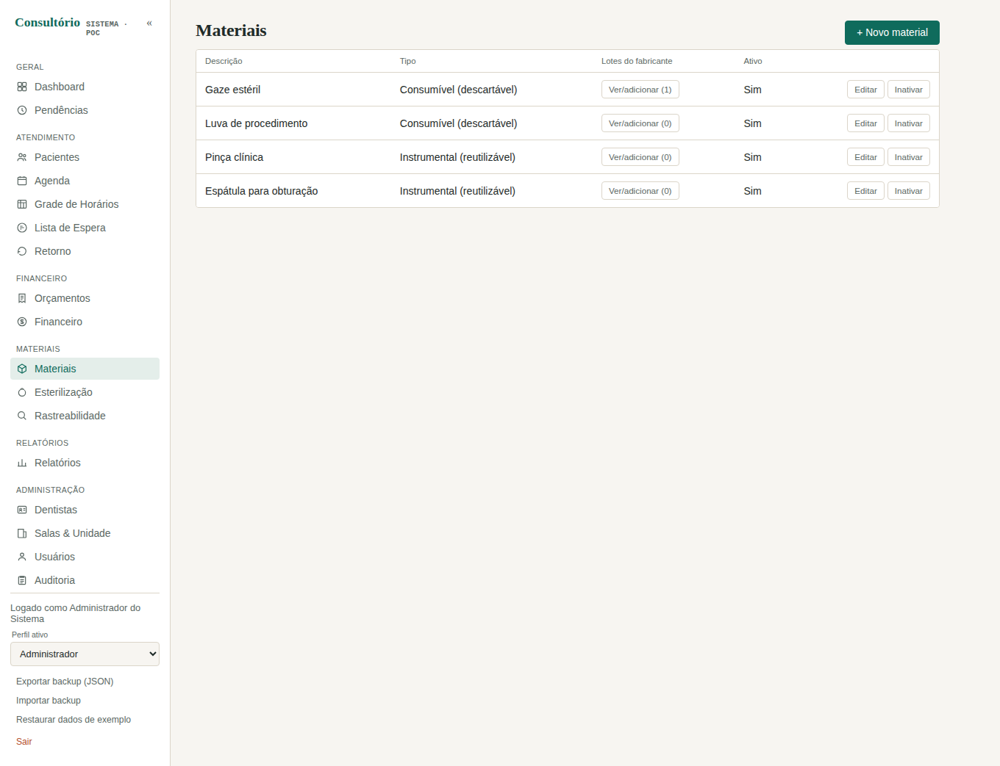 Consultório SISTEMA · POC «
GERAL
Dashboard
Pendências
ATENDIMENTO
Pacientes
Agenda
Grade de Horários
Lista de Espera
Retorno
FINANCEIRO
Orçamentos
Financeiro
MATERIAIS
Materiais
Esterilização
Rastreabilidade
RELATÓRIOS
Relatórios
ADMINISTRAÇÃO
Dentistas
Salas & Unidade
Usuários
Auditoria
Logado como Administrador do
Sistema
Perfil ativo
Administrador
Exportar backup (JSON)
Importar backup
Restaurar dados de exemplo
Sair
Materiais
+ Novo material
Descrição Tipo Lotes do fabricante Ativo
Gaze estéril Consumível (descartável) Ver/adicionar (1) Sim Editar Inativar
Luva de procedimento Consumível (descartável) Ver/adicionar (0) Sim Editar Inativar
Pinça clínica Instrumental (reutilizável) Ver/adicionar (0) Sim Editar Inativar
Espátula para obturação Instrumental (reutilizável) Ver/adicionar (0) Sim Editar Inativar